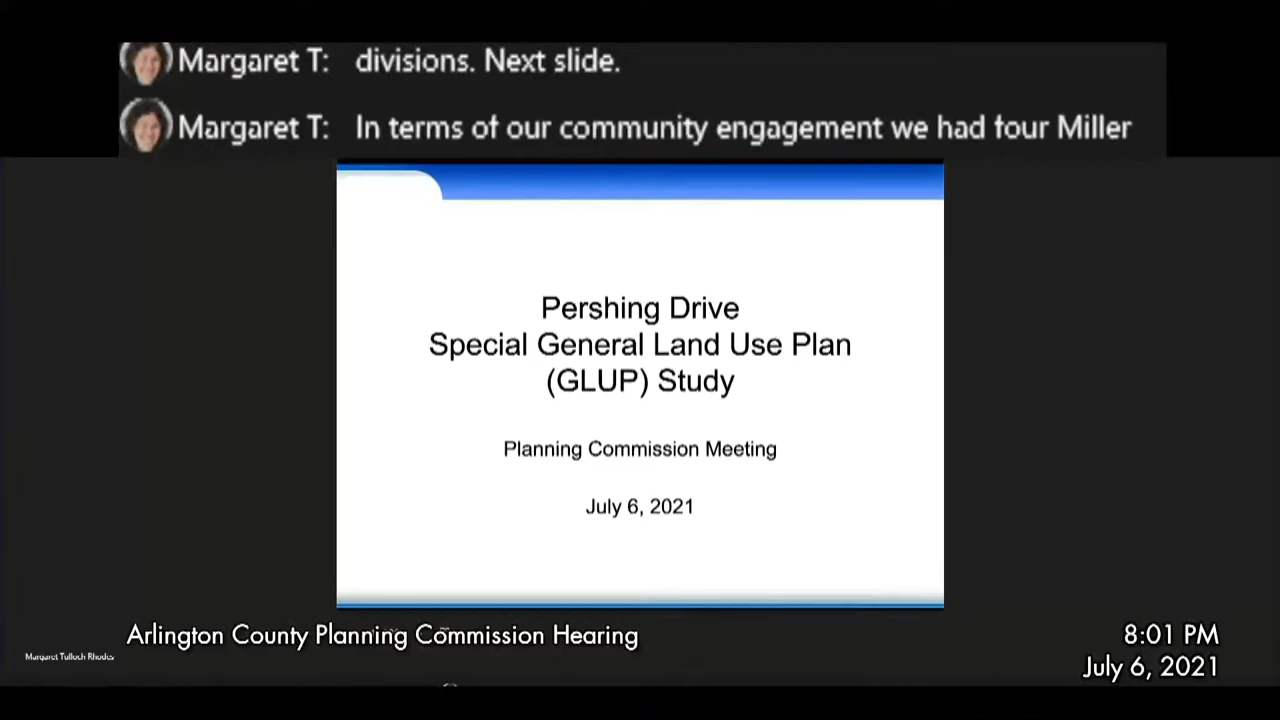 Margaret T: divisions. Next slide.
Margaret T: In terms of our community engagement we had four Miller
Pershing Drive
Special General Land Use Plan
(GLUP) Study
Planning Commission Meeting
July 6, 2021
Arlington County Planning Commission Hearing
8:01 PM
Margaret Tulloch Rhodes
July 6, 2021